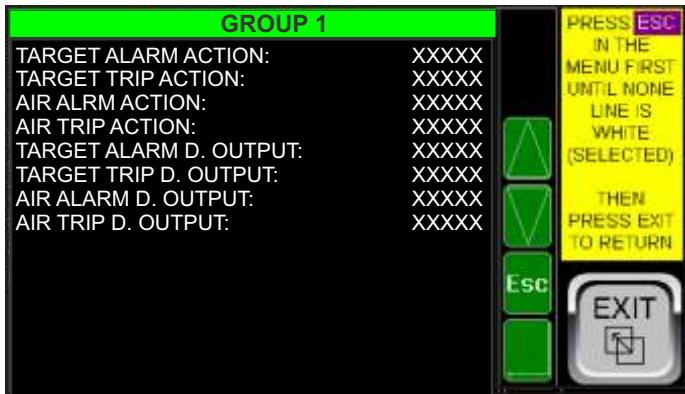 GROUP 1
TARGET ALARM ACTION: XXXXX
TARGET TRIP ACTION: XXXXX
AIR ALRM ACTION: XXXXX
AIR TRIP ACTION: XXXXX
TARGET ALARM D. OUTPUT: XXXXX
TARGET TRIP D. OUTPUT: XXXXX
AIR ALARM D. OUTPUT: XXXXX
AIR TRIP D. OUTPUT: XXXXX
Esc
PRESS ESC
IN THE
MENU FIRST
UNTIL NONE
LINE IS
WHITE
(SELECTED)
THEN
PRESS EXIT
TO RETURN
EXIT